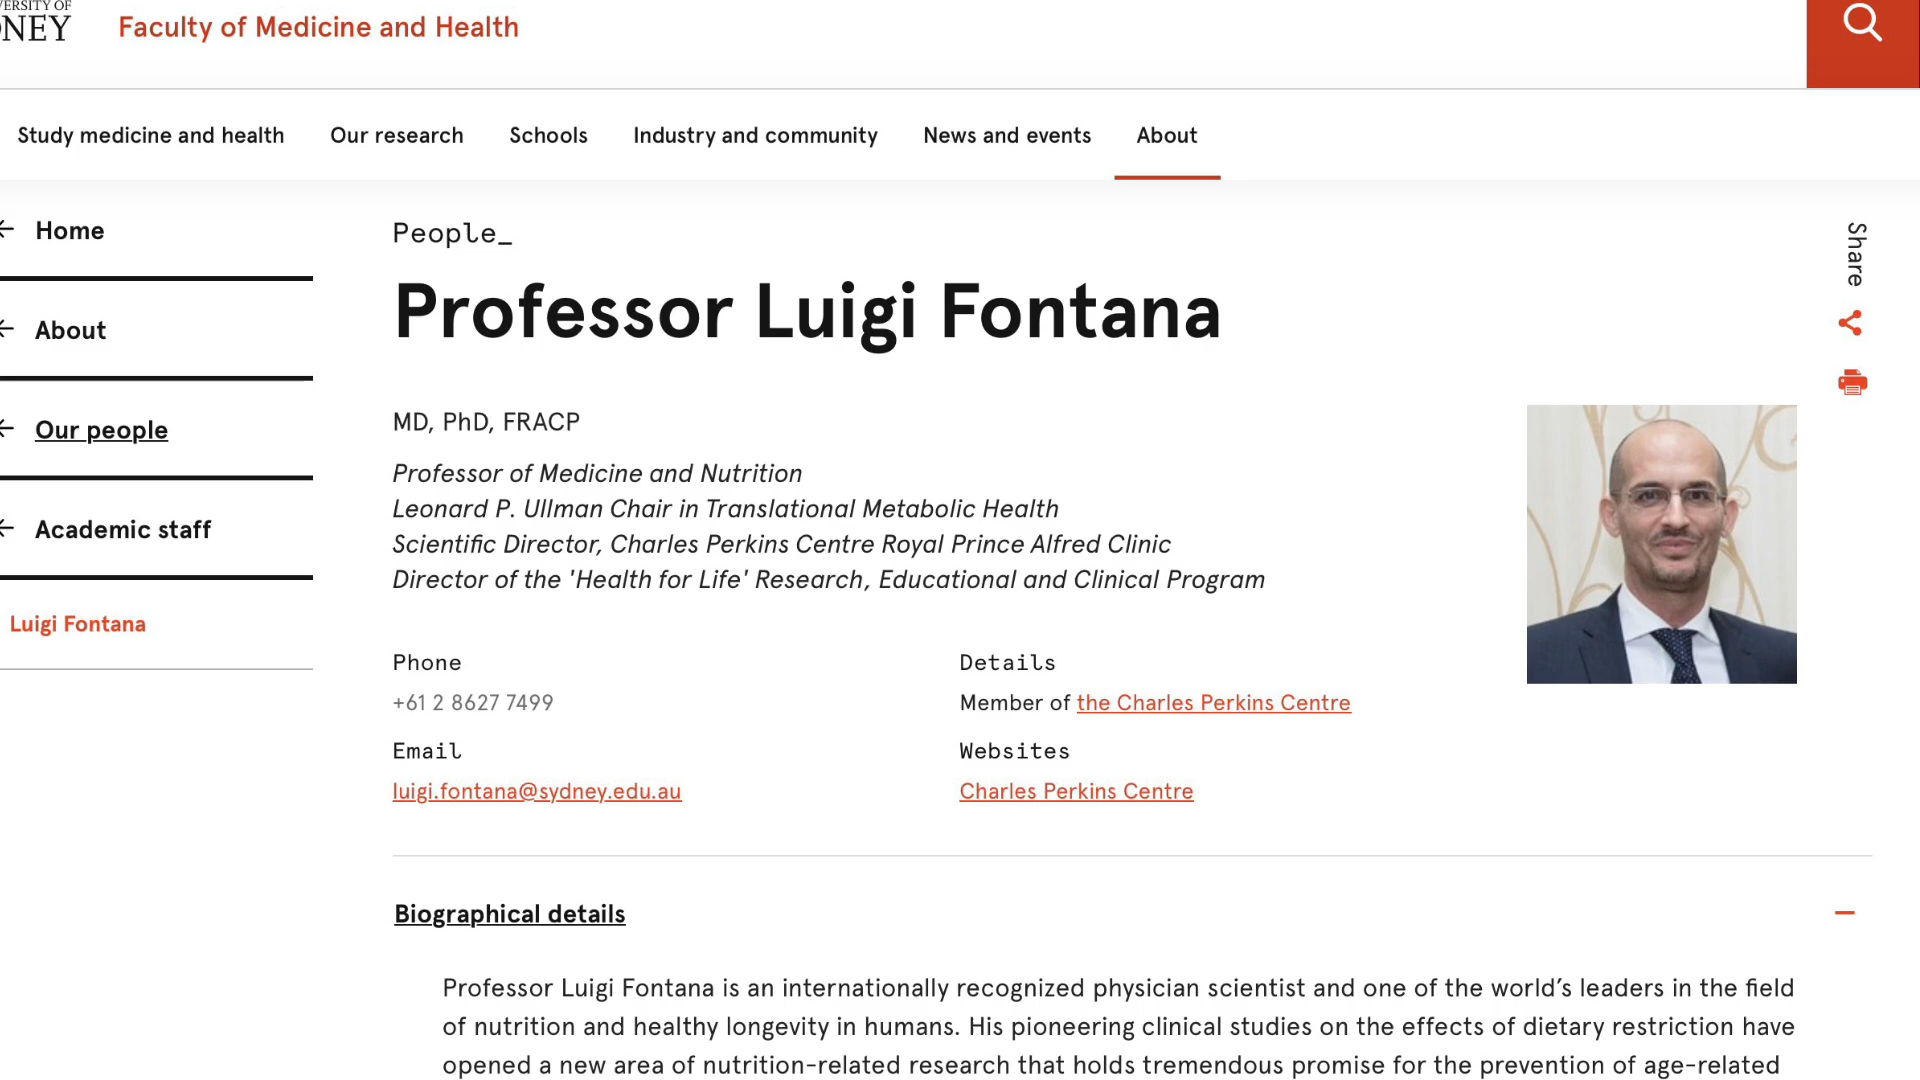 NEY
Faculty of Medicine and Health
Study medicine and health
Our research
Schools
Industry and community
News and events
About
Home
About
Our people
Academic staff
Luigi Fontana
People_
Professor Luigi Fontana
MD, PhD, FRACP
Professor of Medicine and Nutrition
Leonard P. Ullman Chair in Translational Metabolic Health
Scientific Director, Charles Perkins Centre Royal Prince Alfred Clinic
Director of the 'Health for Life' Research, Educational and Clinical Program
Phone
+61 2 8627 7499
Email
luigi.fontana@sydney.edu.au
Details
Member of the Charles Perkins Centre
Websites
Charles Perkins Centre
Share
Biographical details
Professor Luigi Fontana is an internationally recognized physician scientist and one of the world’s leaders in the field
of nutrition and healthy longevity in humans. His pioneering clinical studies on the effects of dietary restriction have
opened a new area of nutrition-related research that holds tremendous promise for the prevention of age-related